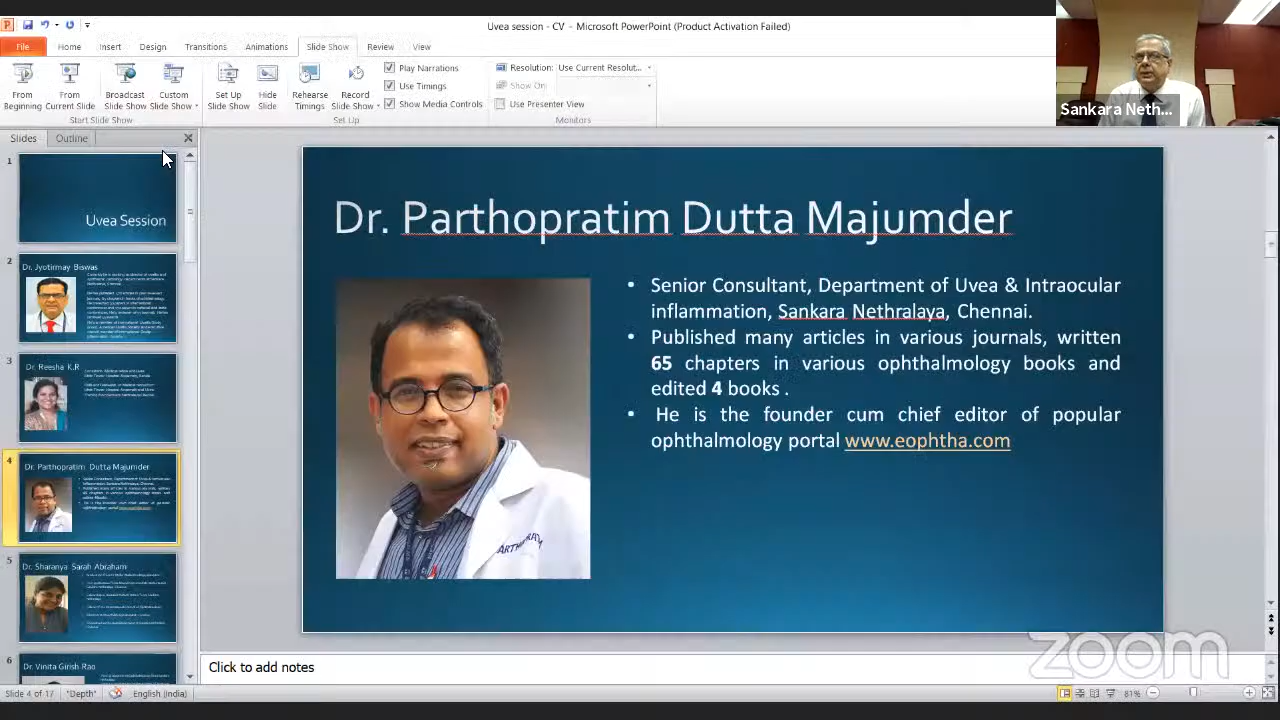 Uvea session - CV - Microsoft PowerPoint (Product Activation Failed)
File Home Insert Design Transitions Animations Slide Show Review View
From Beginning
From Current Slide
Broadcast Slide Show
Custom Slide Show
Start Slide Show
Set Up Slide Show
Hide Slide
Rehearse Timings
Record Slide Show
Play Narrations
Use Timings
Show Media Controls
Set Up
Resolution: Use Current Resolut...
Show On:
Use Presenter View
Monitors
Sankara Neth...
Slides Outline
1
Uvea Session
2
Dr. Jyotirmay Biswas
3
Dr. Reesha K.R
4
Dr. Parthopratim Dutta Majumder
5
Dr. Sharanya Sarah Abraham
6
Dr. Vinita Girish Rao
Dr. Parthopratim Dutta Majumder
Senior Consultant Department of Uvea & Intraocular
inflammation, Sankara Nethralaya, Chennai.
• Published many articles in various journals, written
65 chapters in various ophthalmology books and
edited 4 books .
• He is the founder cum chief editor of popular
ophthalmology portal www.eophtha.com
Click to add notes
zoom
Slide 4 of 17 "Depth" English (India) 81%